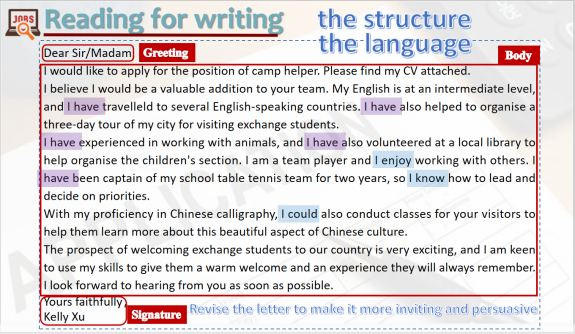 JOBS
Reading for writing
the structure
the language
Dear Sir/Madam
Greeting
Body
I would like to apply for the position of camp helper. Please find my CV attached.
I believe I would be a valuable addition to your team. My English is at an intermediate level,
and I have travelleld to several English-speaking countries. I have also helped to organise a
three-day tour of my city for visiting exchange students.
I have experienced in working with animals, and I have also volunteered at a local library to
help organise the children's section. I am a team player and I enjoy working with others. I
have been captain of my school table tennis team for two years, so I know how to lead and
decide on priorities.
With my proficiency in Chinese calligraphy, I could also conduct classes for your visitors to
help them learn more about this beautiful aspect of Chinese culture.
The prospect of welcoming exchange students to our country is very exciting, and I am keen
to use my skills to give them a warm welcome and an experience they will always remember.
I look forward to hearing from you as soon as possible.
Yours faithfully
Kelly Xu
Signature
Revise the letter to make it more inviting and persuasive